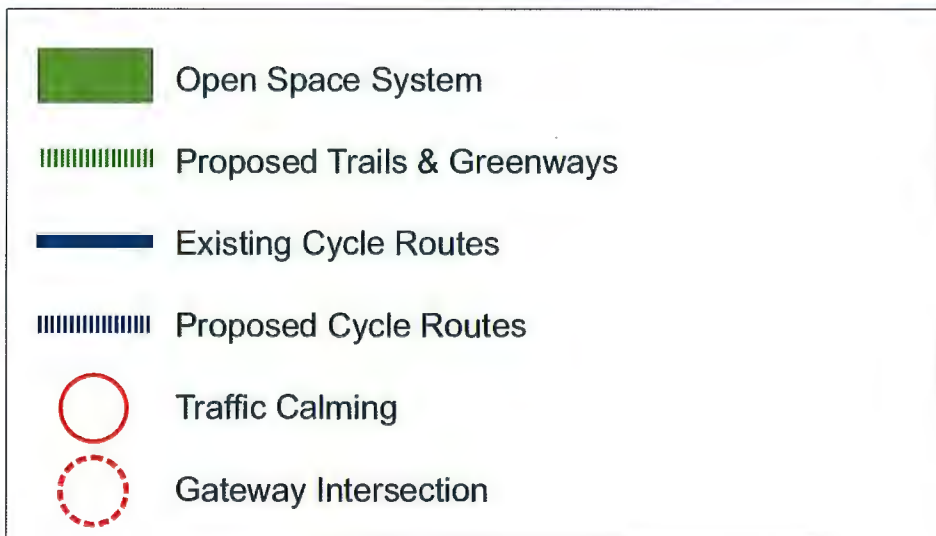 Open Space System
Proposed Trails & Greenways
Existing Cycle Routes
Proposed Cycle Routes
Traffic Calming
Gateway Intersection